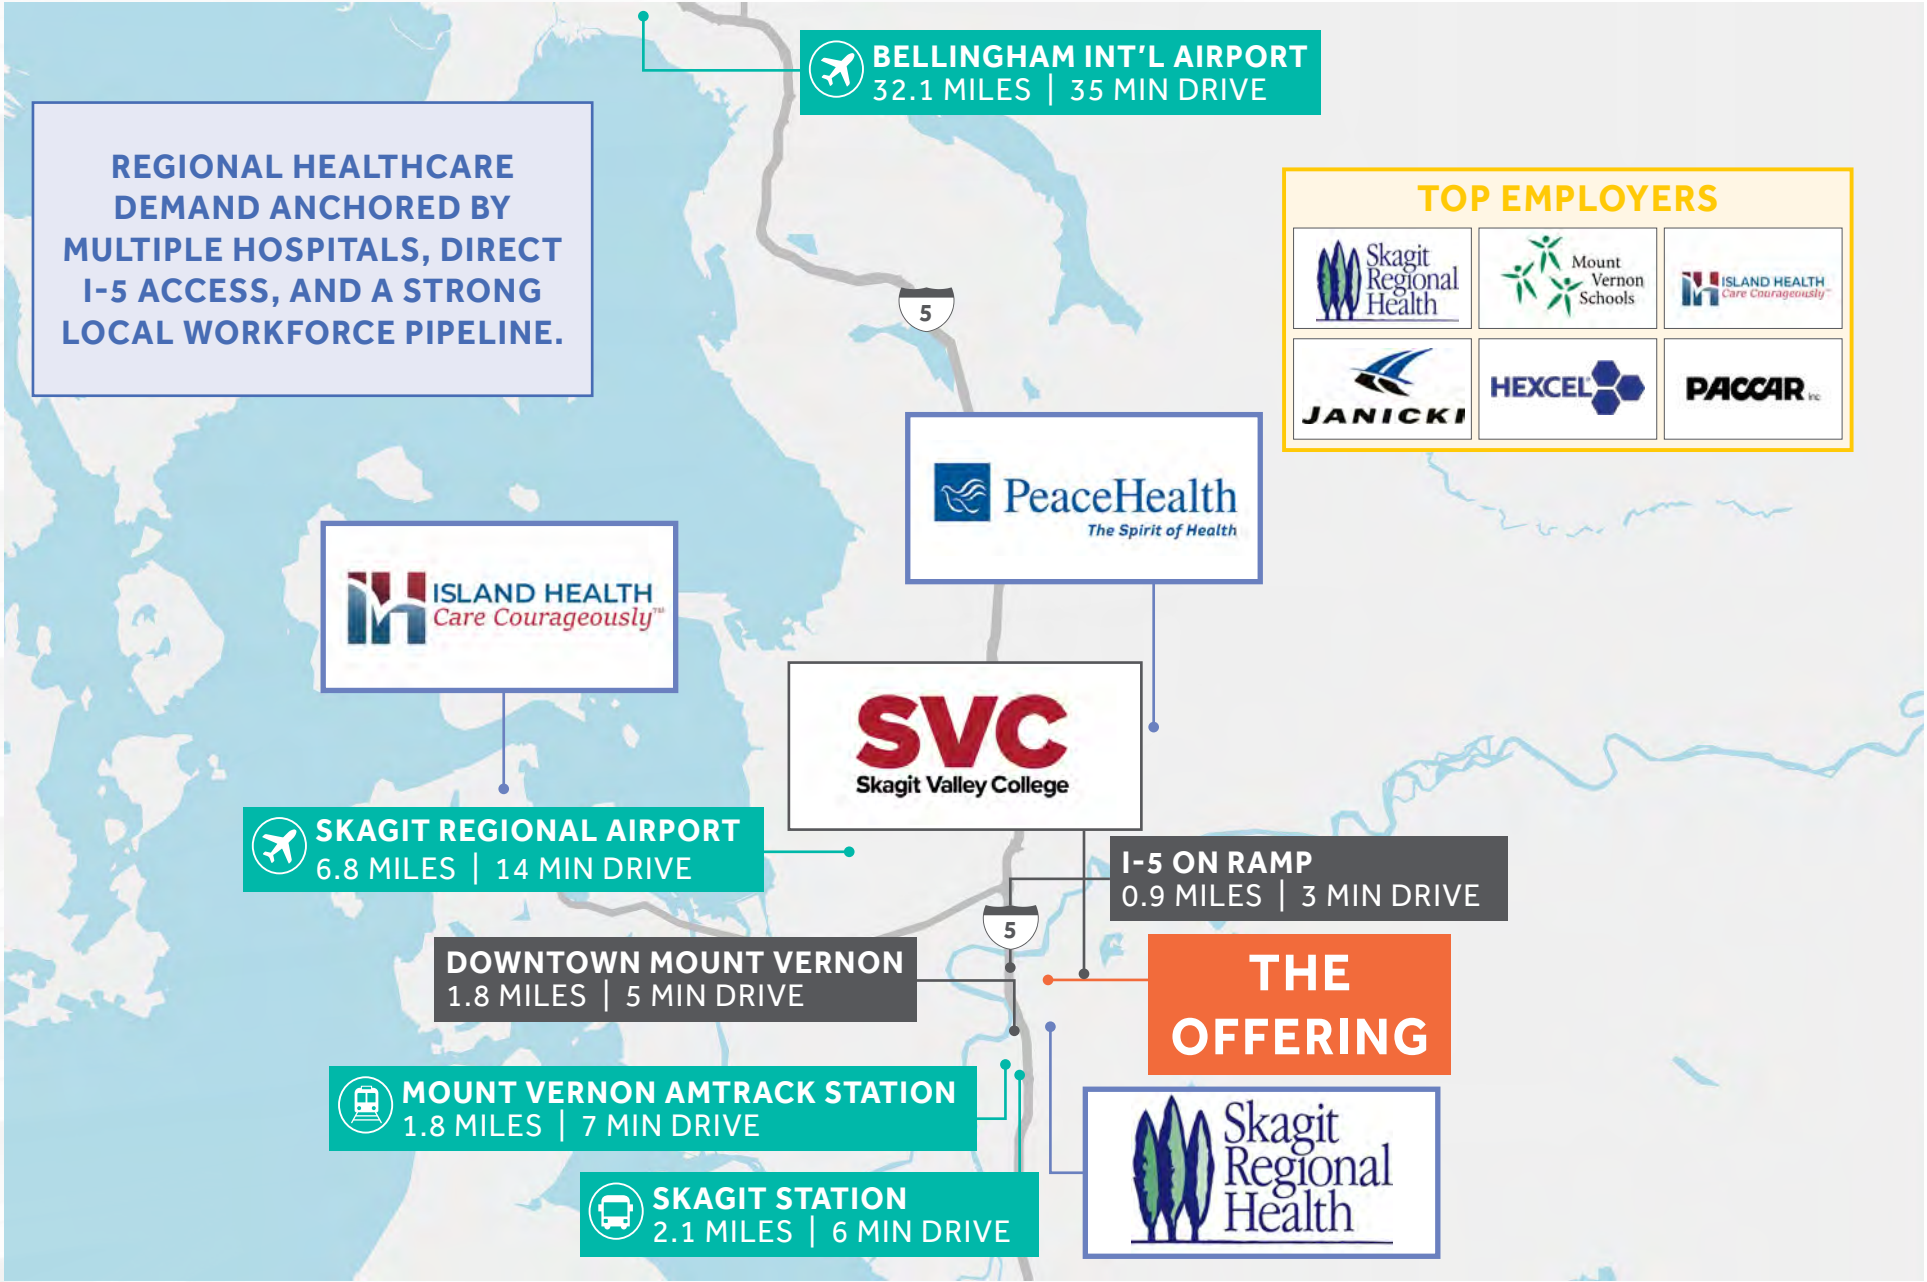 BELLINGHAM INT'L AIRPORT
32.1 MILES | 35 MIN DRIVE
REGIONAL HEALTHCARE
DEMAND ANCHORED BY
MULTIPLE HOSPITALS, DIRECT
I-5 ACCESS, AND A STRONG
LOCAL WORKFORCE PIPELINE.
TOP EMPLOYERS
Skagit
Regional
Health
Mount
Vernon
Schools
IH ISLAND HEALTH
Care Courageously™
JANICKI
HEXCEL
PACCAR Inc
5
PeaceHealth
The Spirit of Health
IH ISLAND HEALTH
Care Courageously™
SVC
Skagit Valley College
SKAGIT REGIONAL AIRPORT
6.8 MILES | 14 MIN DRIVE
I-5 ON RAMP
0.9 MILES | 3 MIN DRIVE
5
DOWNTOWN MOUNT VERNON
1.8 MILES | 5 MIN DRIVE
THE
OFFERING
MOUNT VERNON AMTRACK STATION
1.8 MILES | 7 MIN DRIVE
SKAGIT STATION
2.1 MILES | 6 MIN DRIVE
Skagit
Regional
Health